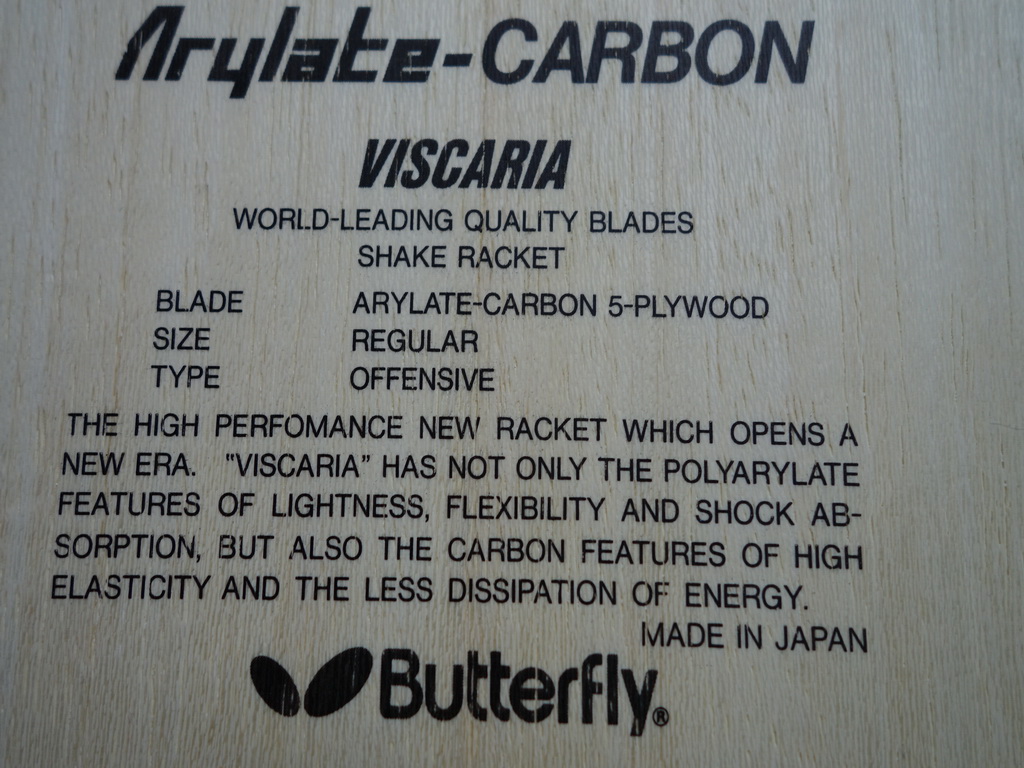 Arylate-CARBON
VISCARIA
WORLD-LEADING QUALITY BLADES
SHAKE RACKET
BLADE ARYLATE-CARBON 5-PLYWOOD
SIZE REGULAR
TYPE OFFENSIVE
THE HIGH PERFOMANCE NEW RACKET WHICH OPENS A
NEW ERA. "VISCARIA" HAS NOT ONLY THE POLYARYLATE
FEATURES OF LIGHTNESS, FLEXIBILITY AND SHOCK AB-
SORPTION, BUT ALSO THE CARBON FEATURES OF HIGH
ELASTICITY AND THE LESS DISSIPATION OF ENERGY.
MADE IN JAPAN
Butterfly®